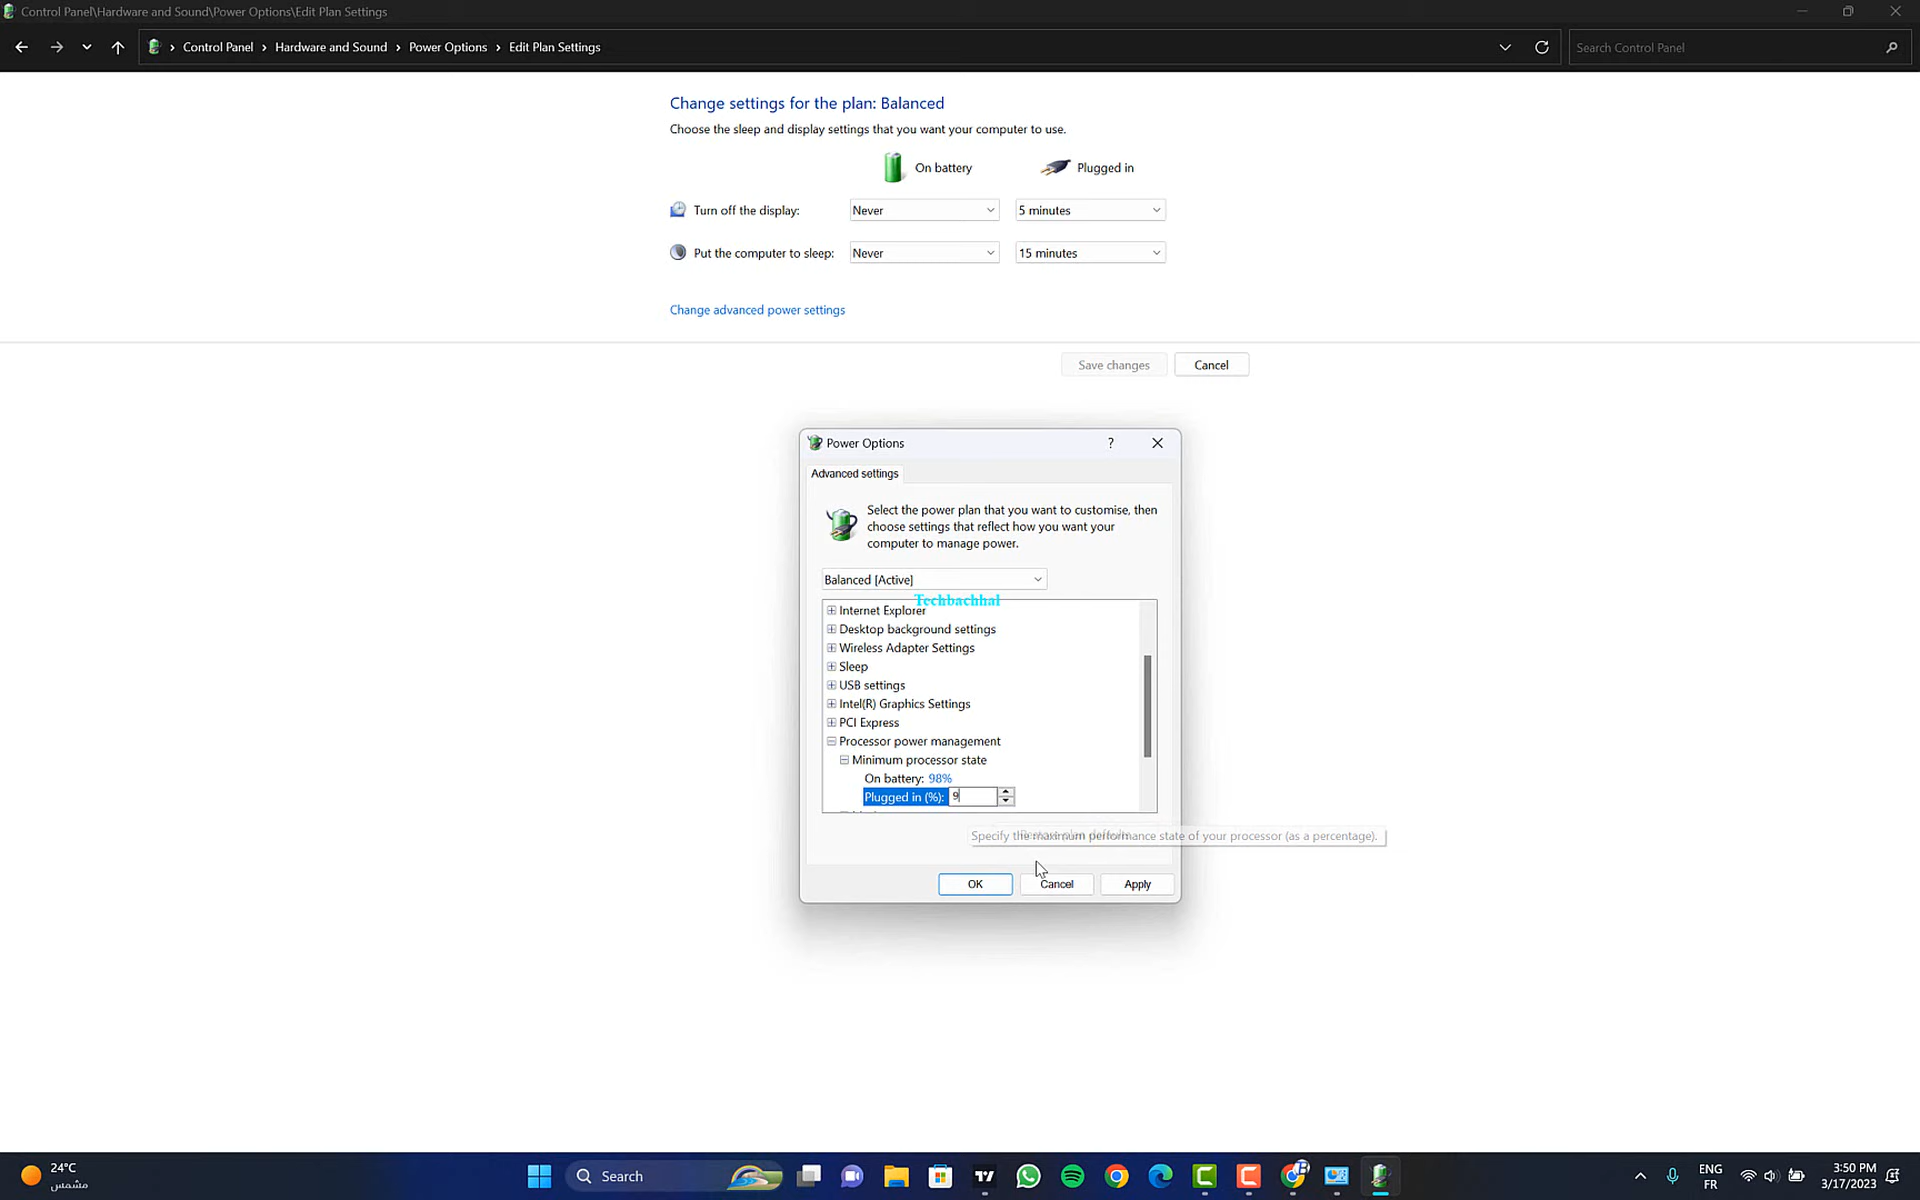 Control Panel\Hardware and Sound\Power Options\Edit Plan Settings
Control Panel > Hardware and Sound > Power Options > Edit Plan Settings
Search Control Panel
Change settings for the plan: Balanced
Choose the sleep and display settings that you want your computer to use.
On battery
Plugged in
Turn off the display:
Never
5 minutes
Put the computer to sleep:
Never
15 minutes
Change advanced power settings
Save changes
Cancel
Power Options
?
Advanced settings
Select the power plan that you want to customise, then
choose settings that reflect how you want your
computer to manage power.
Balanced [Active]
Techbachhal
Internet Explorer
Desktop background settings
Wireless Adapter Settings
Sleep
USB settings
Intel(R) Graphics Settings
PCI Express
Processor power management
Minimum processor state
On battery: 98%
Plugged in (%): 9
Specify the maximum performance state of your processor (as a percentage).
OK
Cancel
Apply
24°C
مشمس
Search
ENG
FR
3:50 PM
3/17/2023